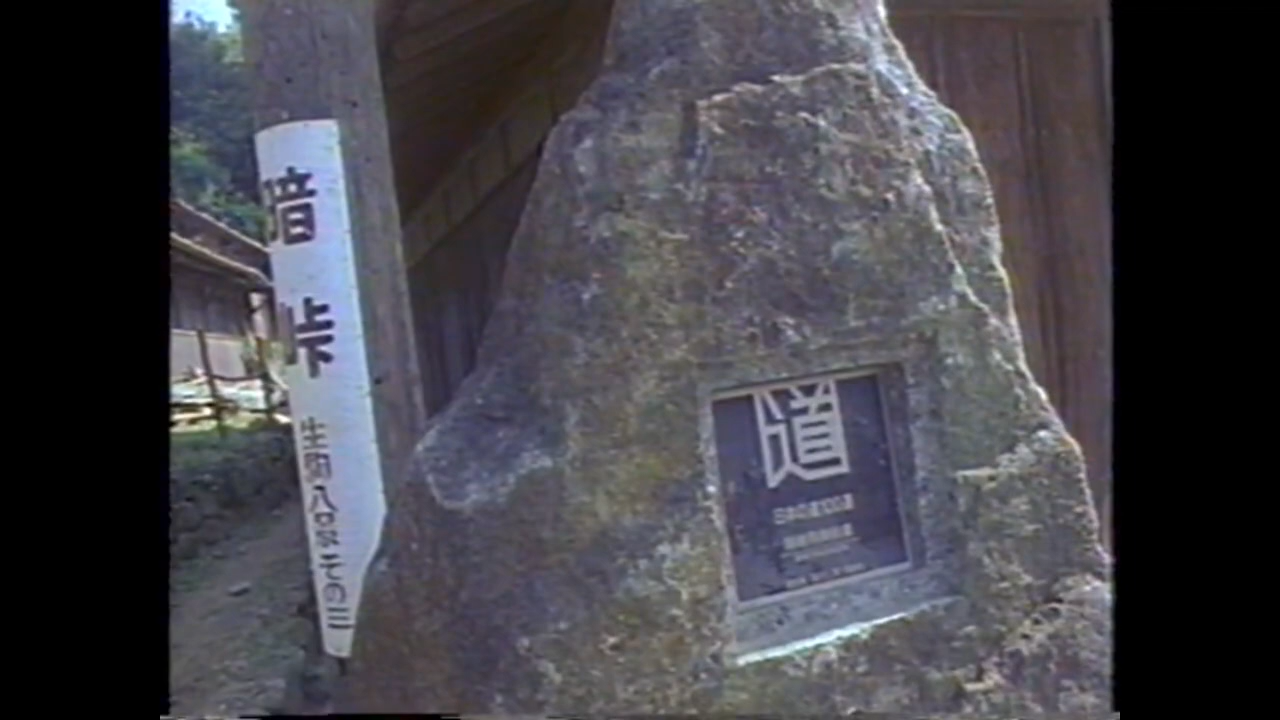 暗峠
生駒八景その三
道
日本の道100選